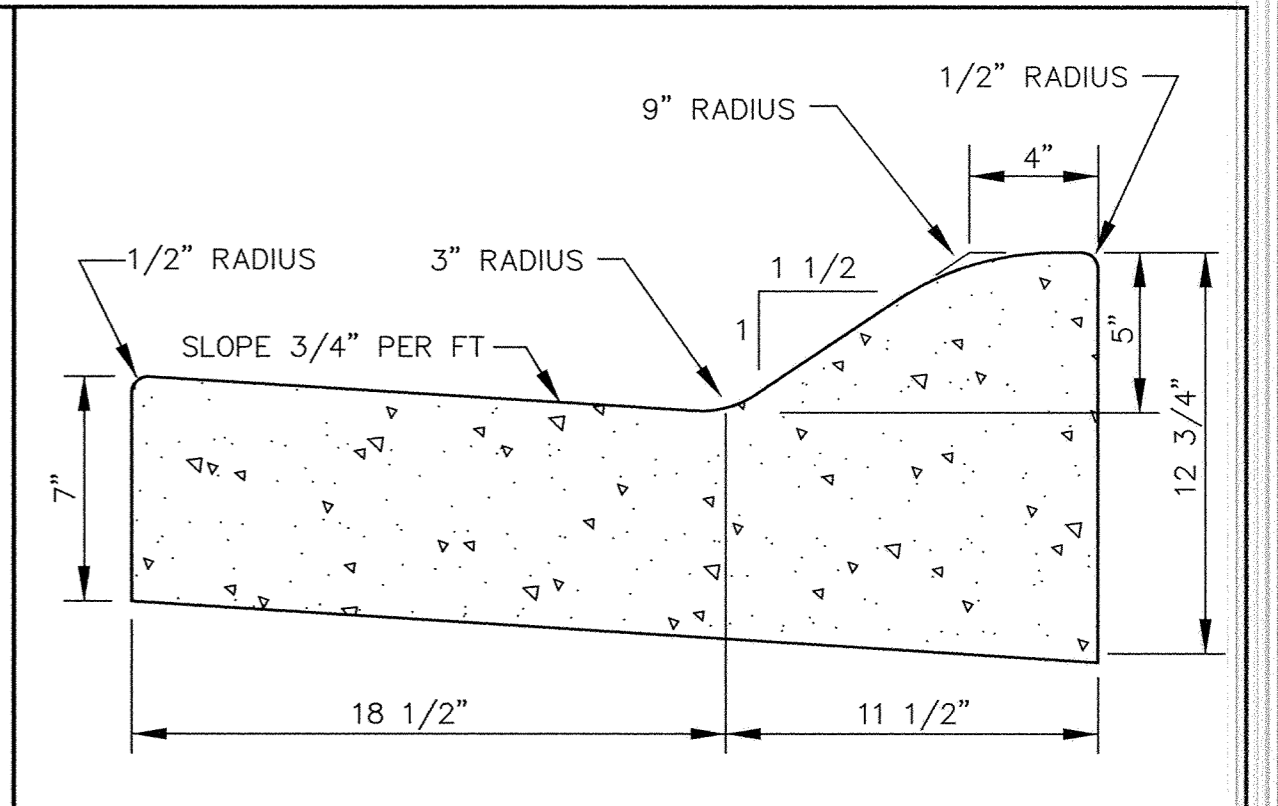 1/2” RADIUS
9” RADIUS
4”
1/2” RADIUS
3” RADIUS
1 1/2
1
SLOPE 3/4” PER FT
5”
12 3/4”
7”
18 1/2”
11 1/2”